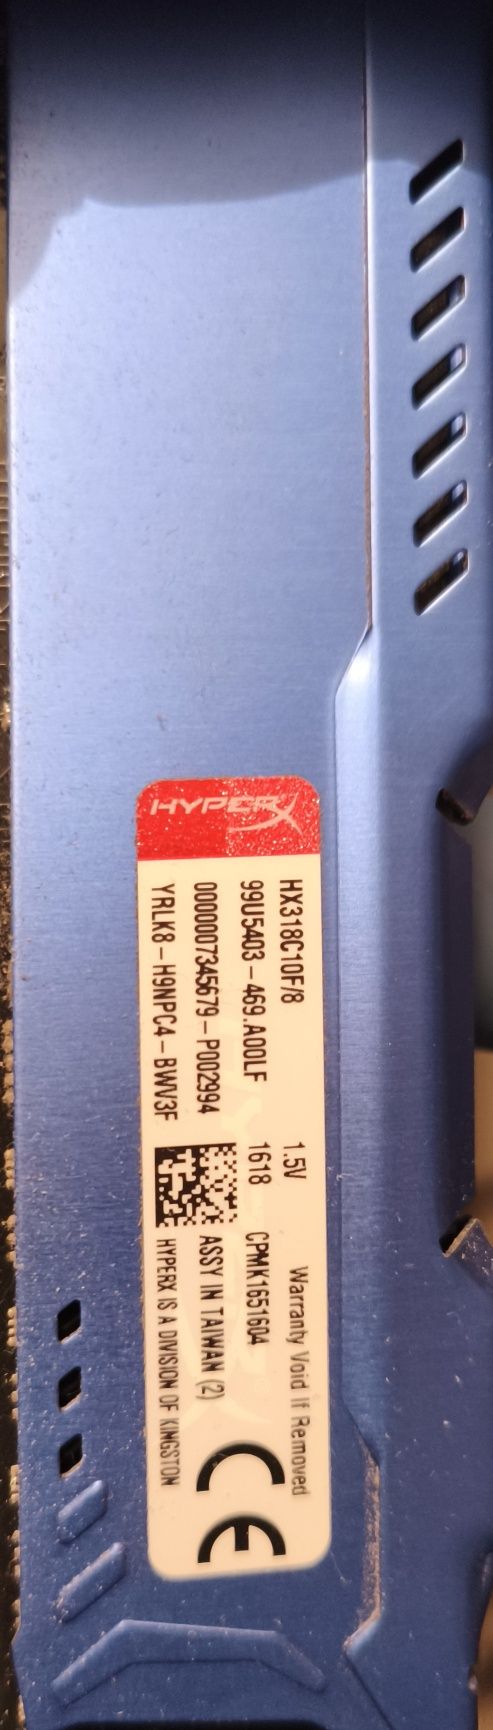 HYPERX
HX318C10F/8 1.5V Warranty Void If Removed
99U5403-469.A00LF 1618 CPMK1651604
0000007345679-P002994 ASSY IN TAIWAN (2)
YRLK8-H9NPC4-BWV3F HYPERX IS A DIVISION OF KINGSTON
CE